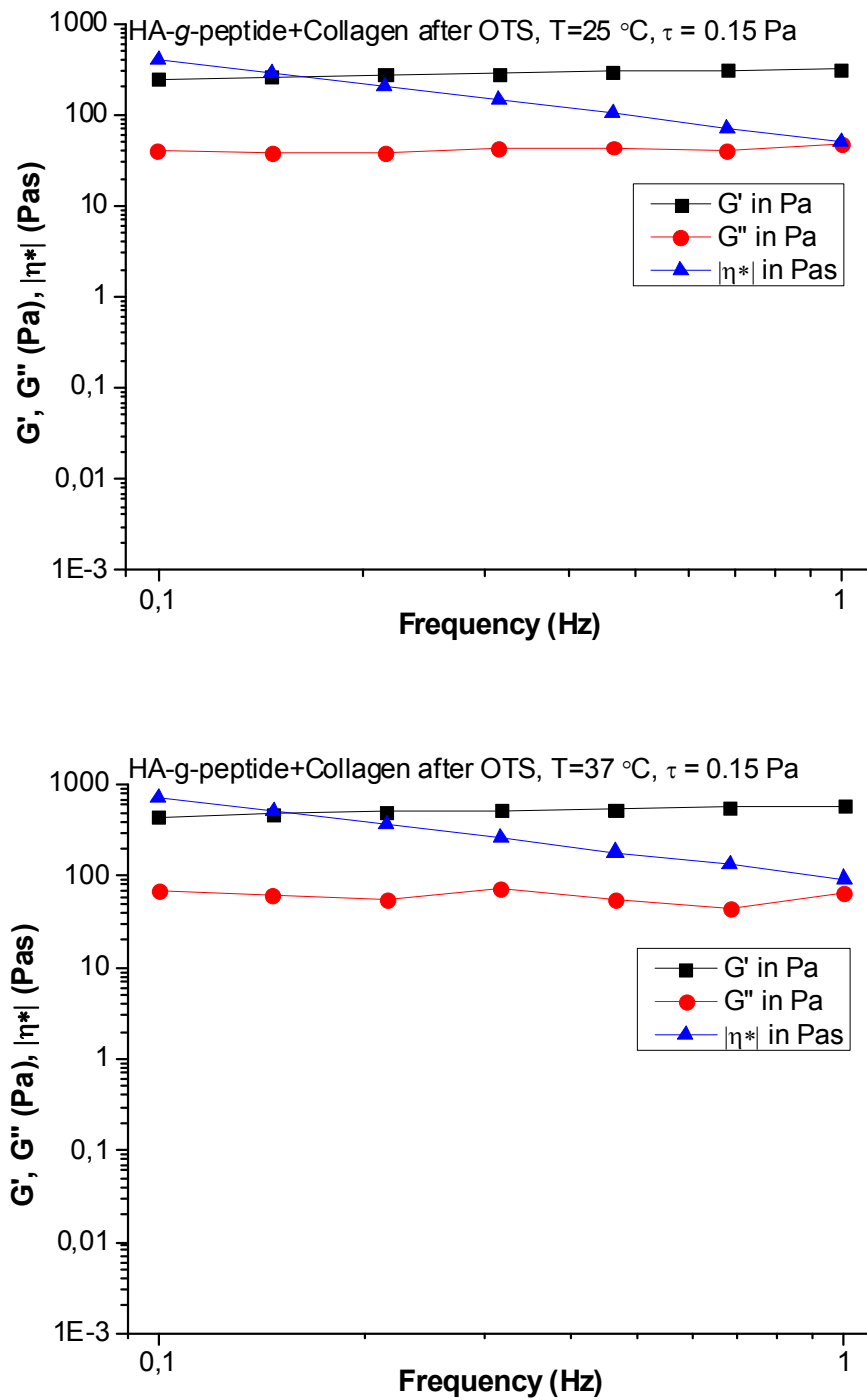 HA-g-peptide+Collagen after OTS, T=25 °C, τ = 0.15 Pa
1000
100
10
1
0,1
0,01
1E-3
G', G" (Pa), |η*| (Pas)
G' in Pa
G" in Pa
|η*| in Pas
0,1
1
Frequency (Hz)
HA-g-peptide+Collagen after OTS, T=37 °C, τ = 0.15 Pa
1000
100
10
1
0,1
0,01
1E-3
G', G" (Pa), |η*| (Pas)
G' in Pa
G" in Pa
|η*| in Pas
0,1
1
Frequency (Hz)